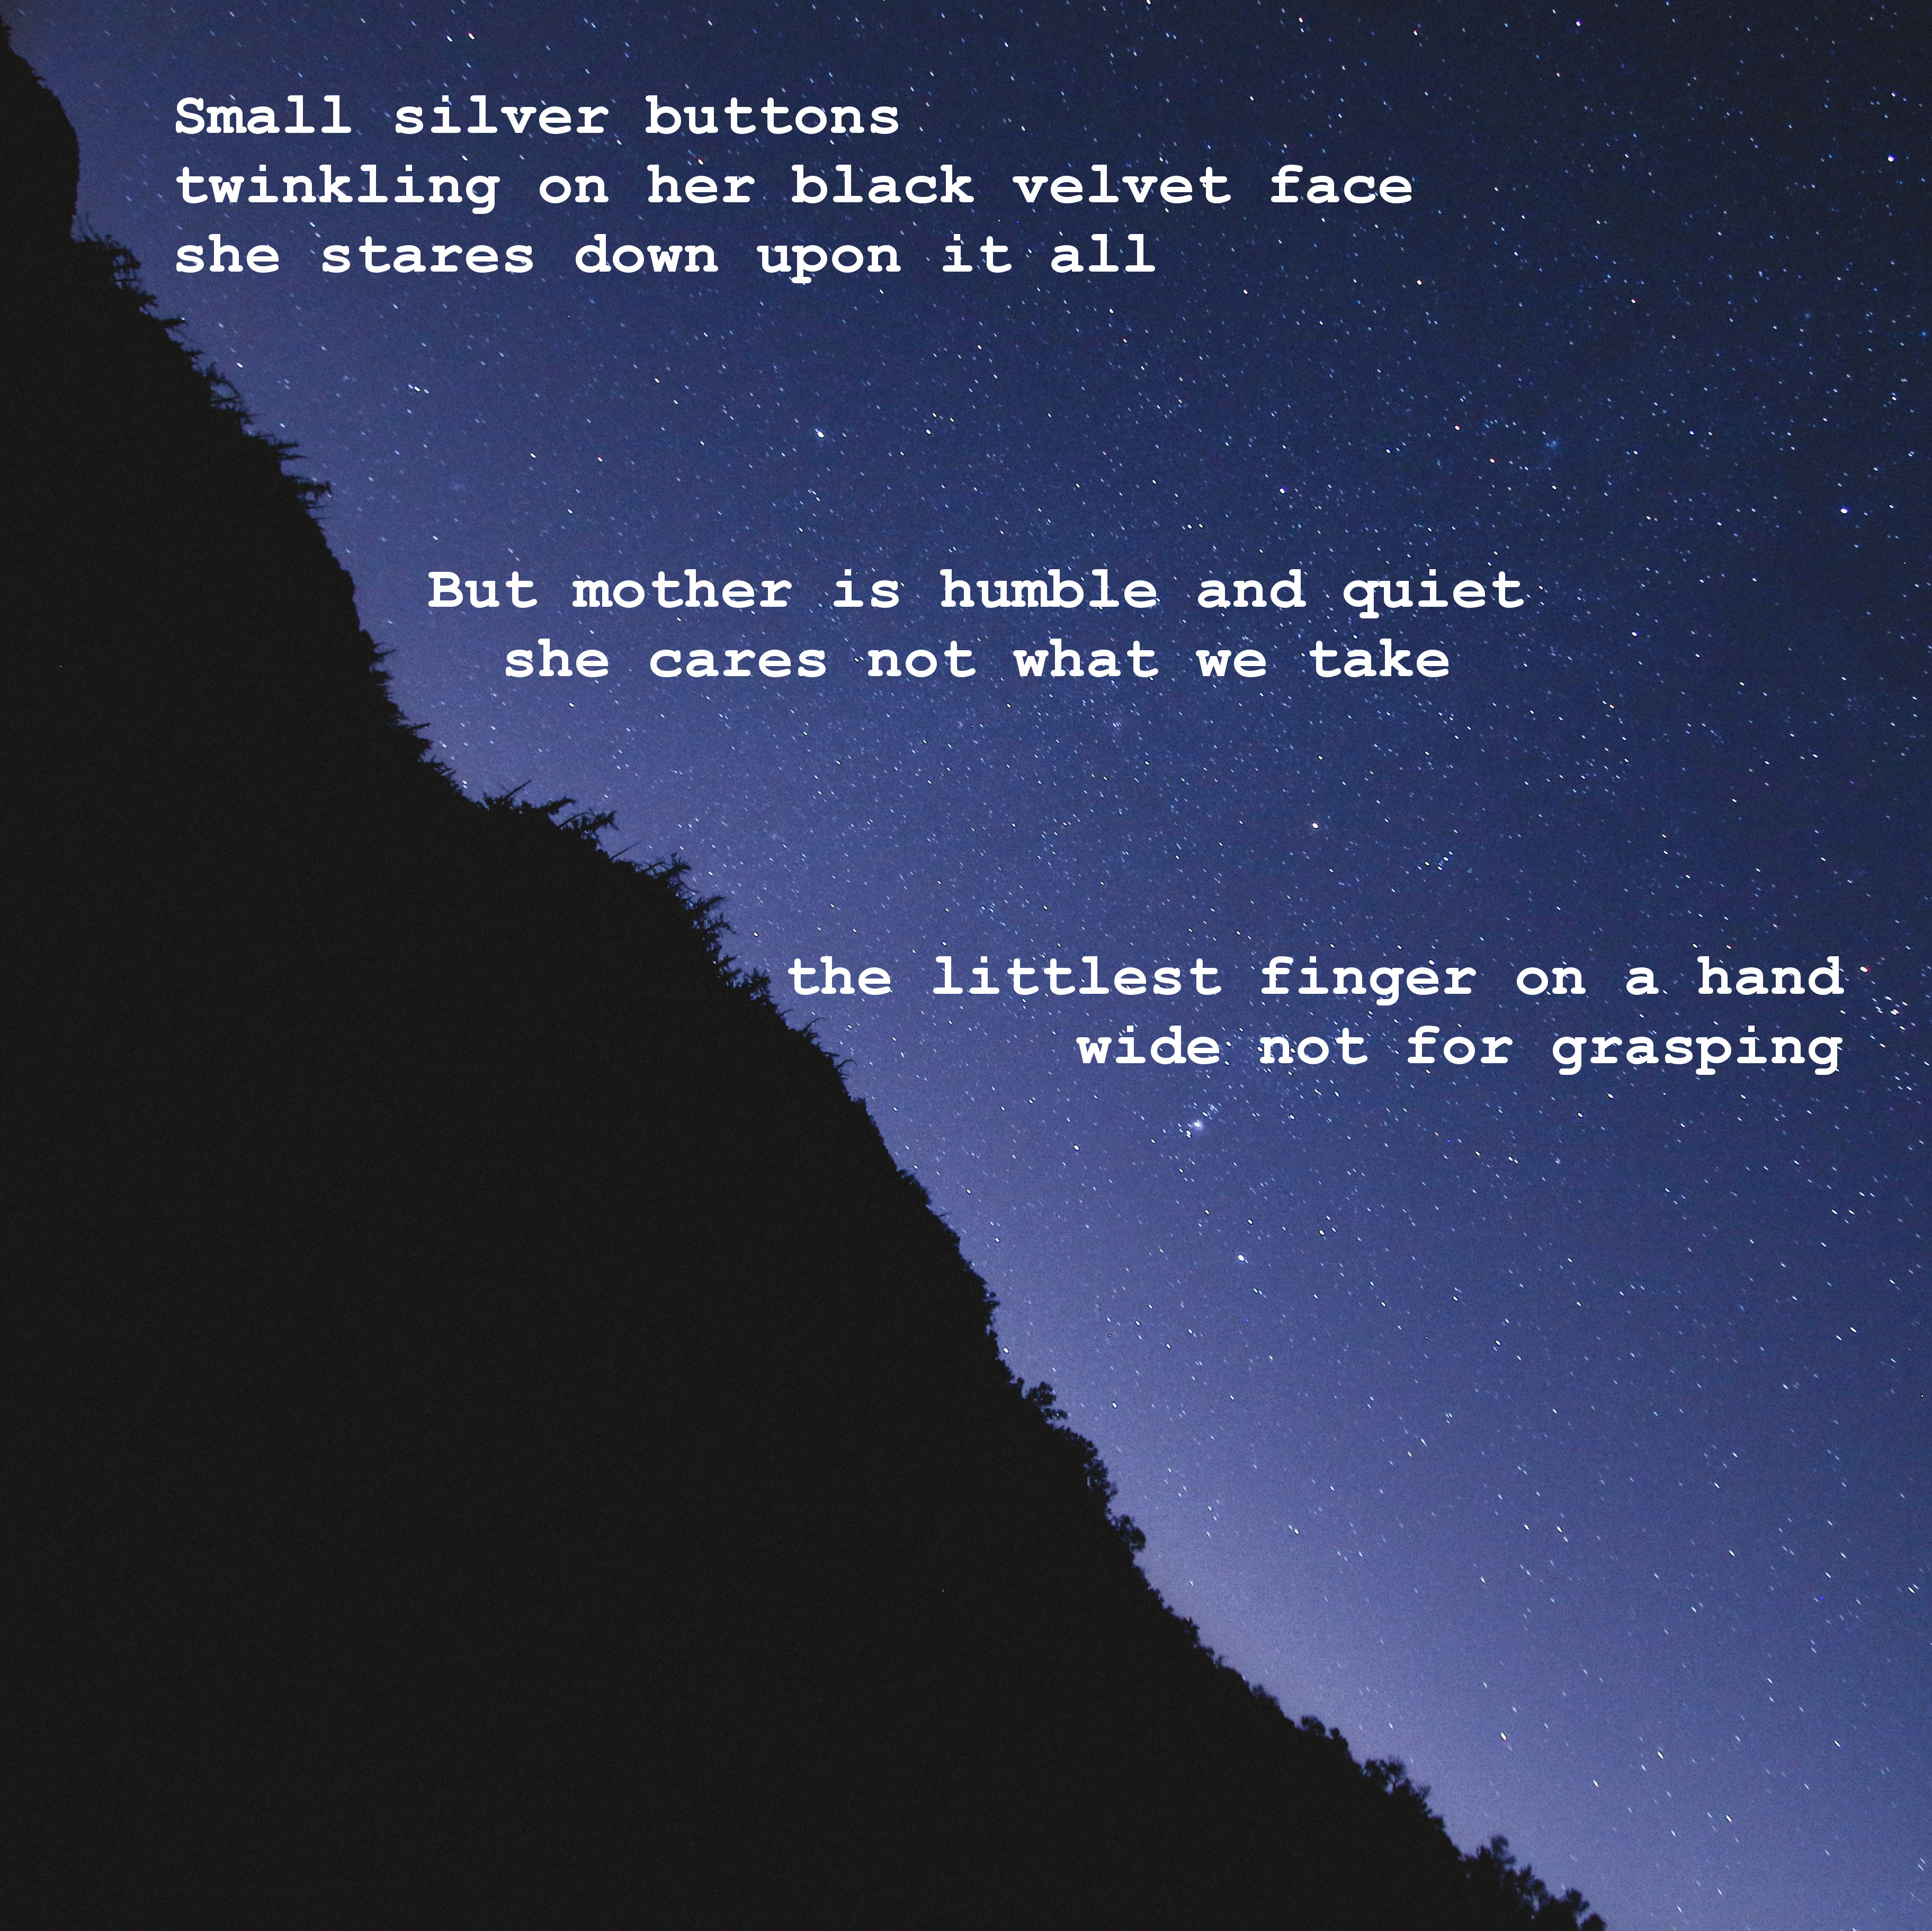 Small silver buttons
twinkling on her black velvet face
she stares down upon it all
But mother is humble and quiet
she cares not what we take
the littlest finger on a hand
wide not for grasping